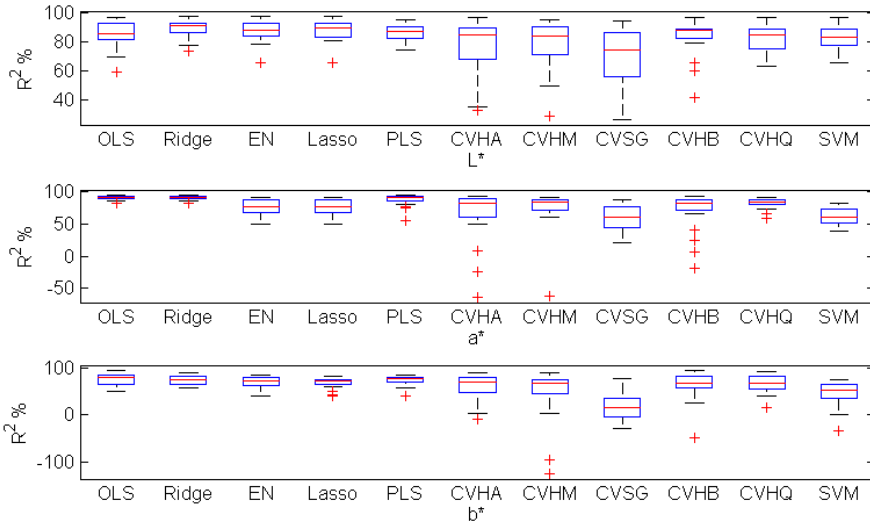 R² %
80
60
40
OLS Ridge EN Lasso PLS CVHA CVHM CVSG CVHB CVHQ SVM
L*
R² %
100
50
0
-50
OLS Ridge EN Lasso PLS CVHA CVHM CVSG CVHB CVHQ SVM
a*
R² %
100
0
-100
OLS Ridge EN Lasso PLS CVHA CVHM CVSG CVHB CVHQ SVM
b*